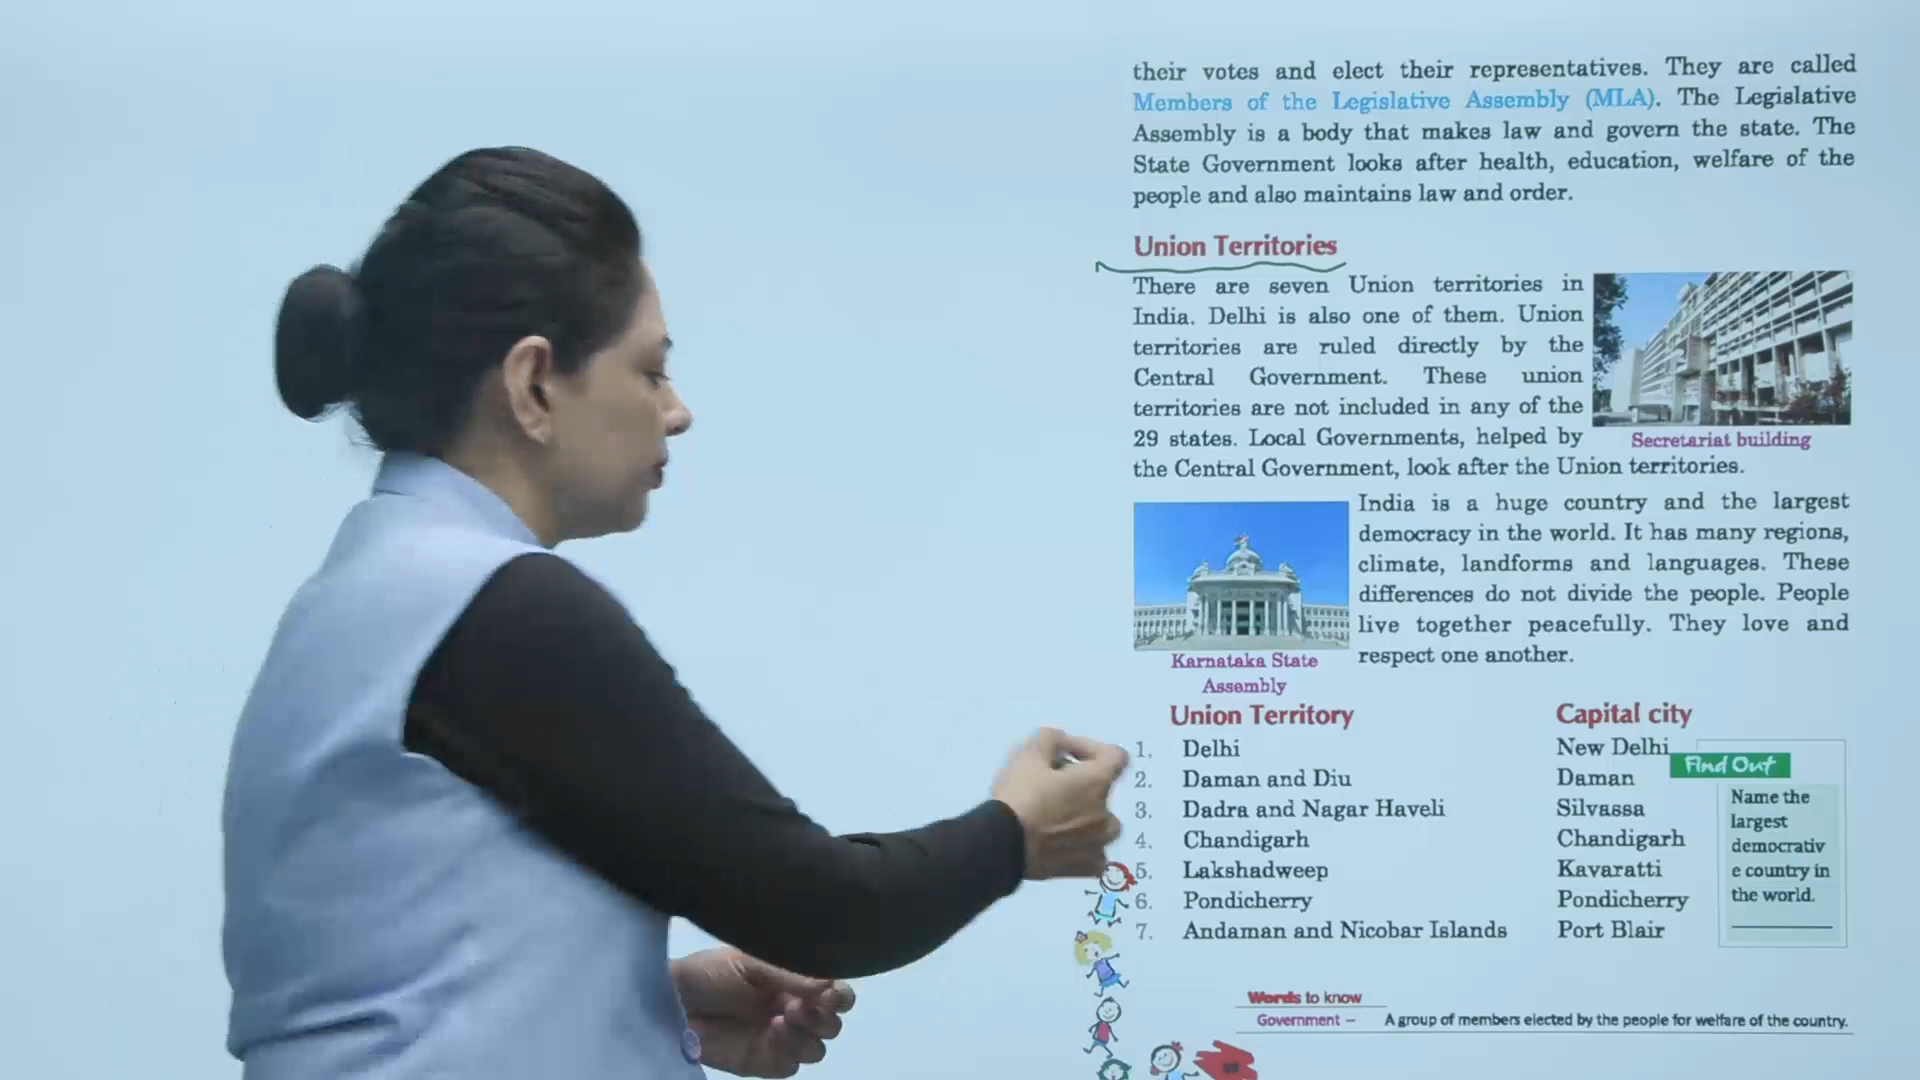 their votes and elect their representatives. They are called
Members of the Legislative Assembly (MLA). The Legislative
Assembly is a body that makes law and govern the state. The
State Government looks after health, education, welfare of the
people and also maintains law and order.
Union Territories
There are seven Union territories in
India. Delhi is also one of them. Union
territories are ruled directly by the
Central Government. These union
territories are not included in any of the
29 states. Local Governments, helped by
the Central Government, look after the Union territories.
Secretariat building
India is a huge country and the largest
democracy in the world. It has many regions,
climate, landforms and languages. These
differences do not divide the people. People
live together peacefully. They love and
respect one another.
Karnataka State
Assembly
Union Territory Capital city
1. Delhi New Delhi
2. Daman and Diu Daman
3. Dadra and Nagar Haveli Silvassa
4. Chandigarh Chandigarh
5. Lakshadweep Kavaratti
6. Pondicherry Pondicherry
7. Andaman and Nicobar Islands Port Blair
Find Out
Name the
largest
democrativ
e country in
the world.
Words to know
Government – A group of members elected by the people for welfare of the country.